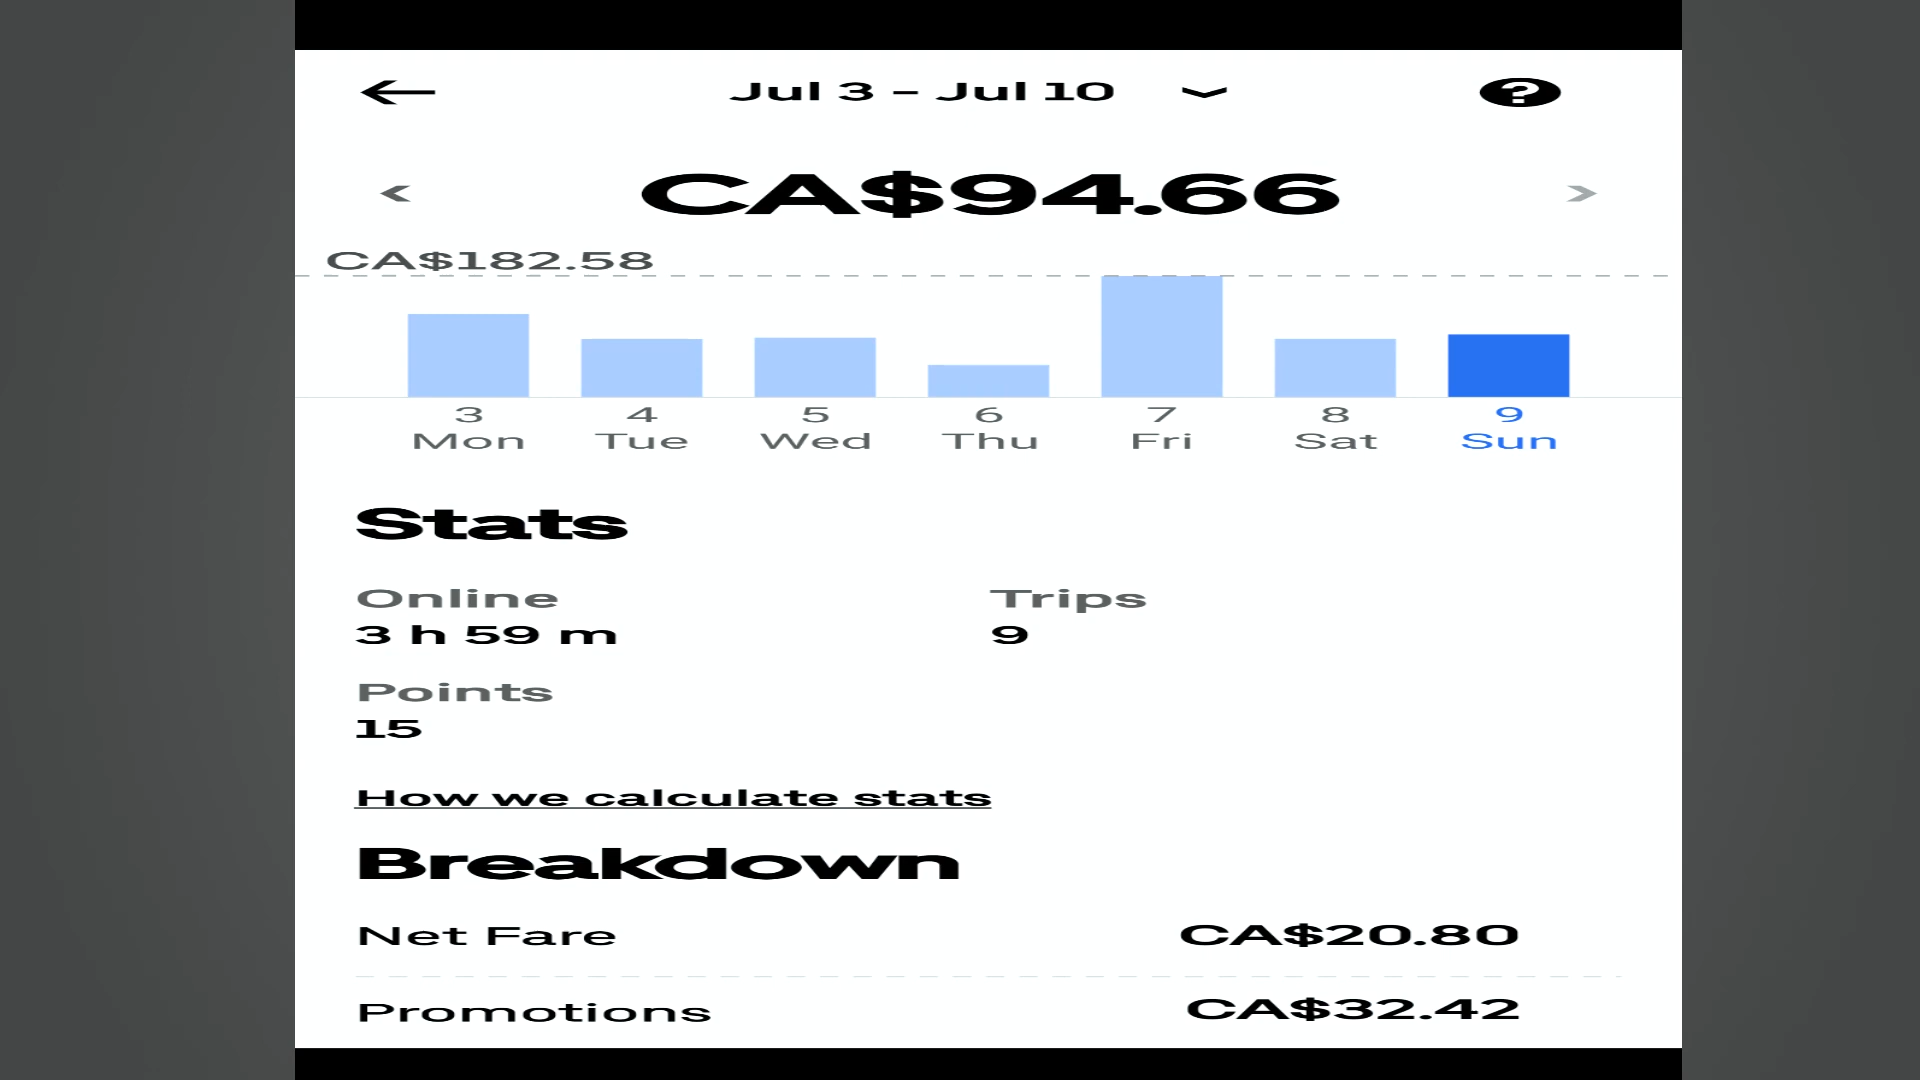 Jul 3 – Jul 10
CA$94.66
CA$182.58
3 4 5 6 7 8 9
Mon Tue Wed Thu Fri Sat Sun
Stats
Online Trips
3 h 59 m 9
Points
15
How we calculate stats
Breakdown
Net Fare CA$20.80
Promotions CA$32.42